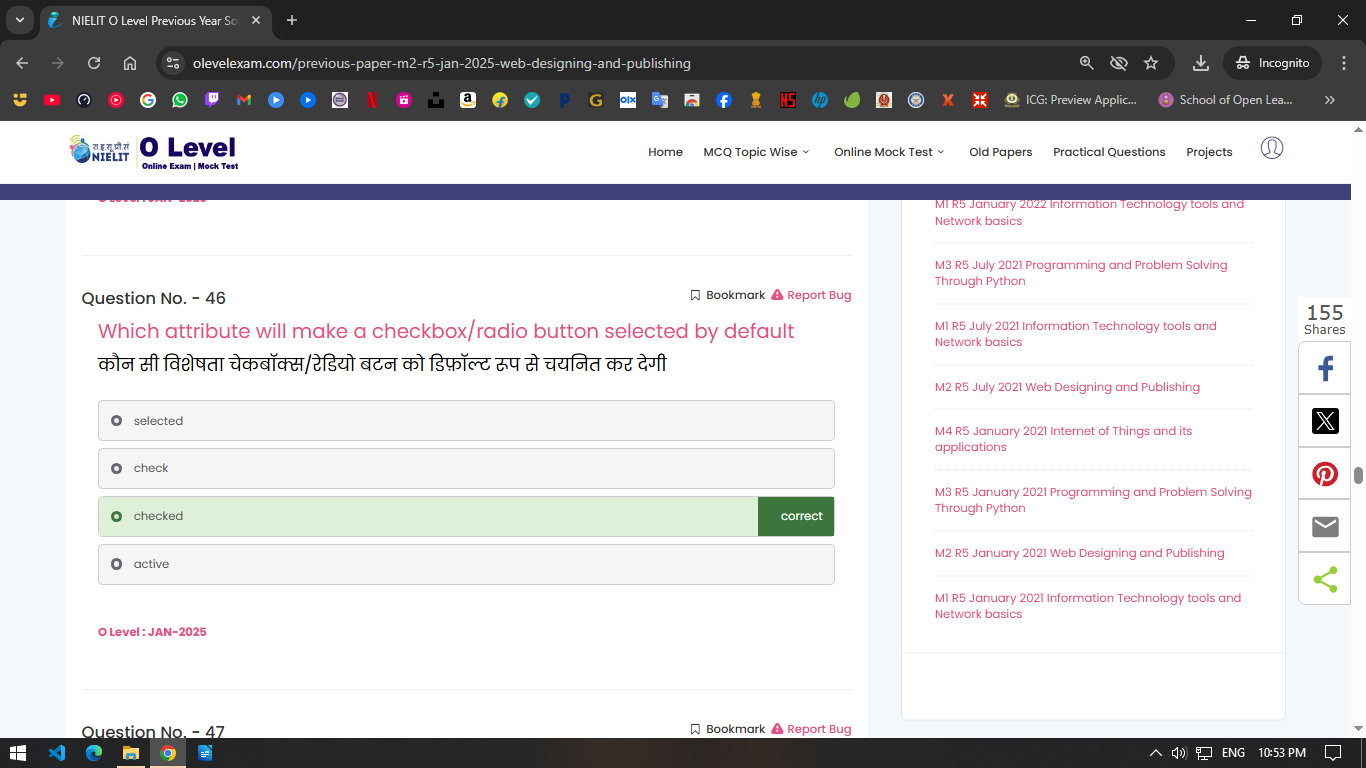 NIELIT O Level Previous Year So
olevelexam.com/previous-paper-m2-r5-jan-2025-web-designing-and-publishing
Incognito
ICG: Preview Applic...
School of Open Lea...
रा.इ.सू.प्रौ.सं
NIELIT
O Level
Online Exam | Mock Test
Home
MCQ Topic Wise
Online Mock Test
Old Papers
Practical Questions
Projects
Question No. - 46
Bookmark
Report Bug
Which attribute will make a checkbox/radio button selected by default
कौन सी विशेषता चेकबॉक्स/रेडियो बटन को डिफ़ॉल्ट रूप से चयनित कर देगी
selected
check
checked
correct
active
O Level : JAN-2025
Question No. - 47
Bookmark
Report Bug
M1 R5 January 2022 Information Technology tools and
Network basics
M3 R5 July 2021 Programming and Problem Solving
Through Python
M1 R5 July 2021 Information Technology tools and
Network basics
M2 R5 July 2021 Web Designing and Publishing
M4 R5 January 2021 Internet of Things and its
applications
M3 R5 January 2021 Programming and Problem Solving
Through Python
M2 R5 January 2021 Web Designing and Publishing
M1 R5 January 2021 Information Technology tools and
Network basics
155
Shares
ENG
10:53 PM